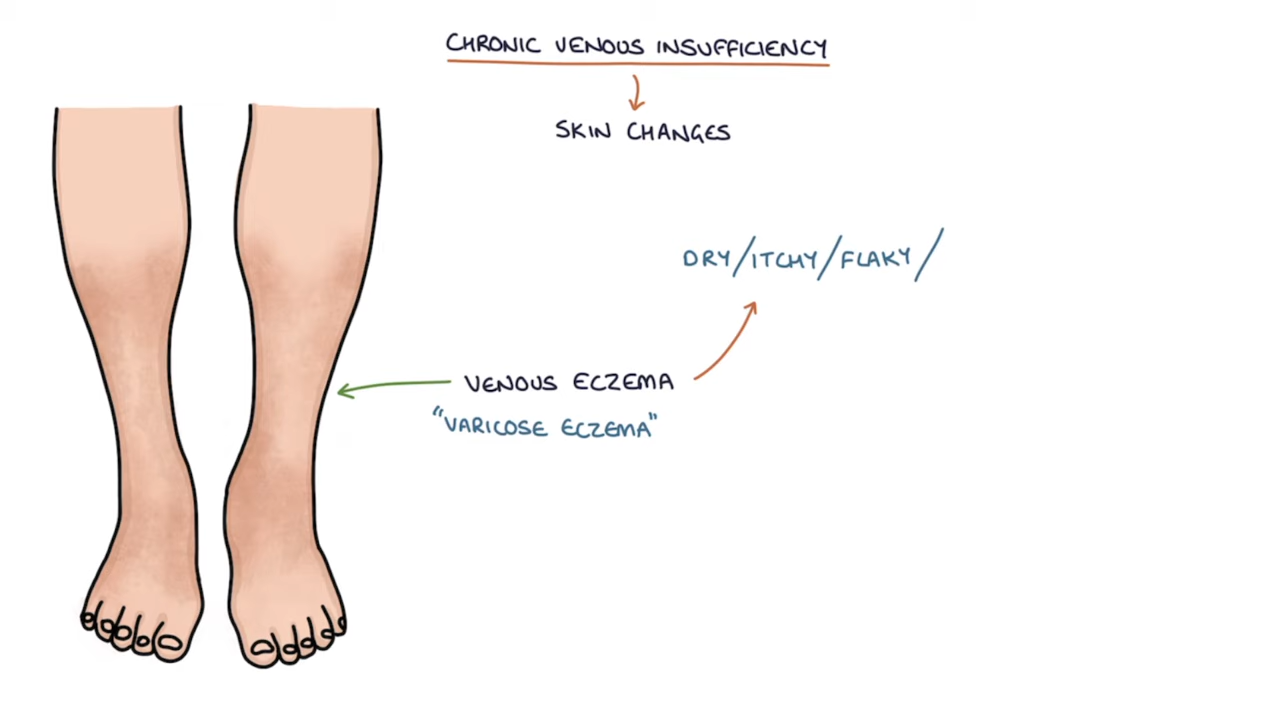 CHRONIC VENOUS INSUFFICIENCY
SKIN CHANGES
DRY/ITCHY/FLAKY/
VENOUS ECZEMA
"VARICOSE ECZEMA"